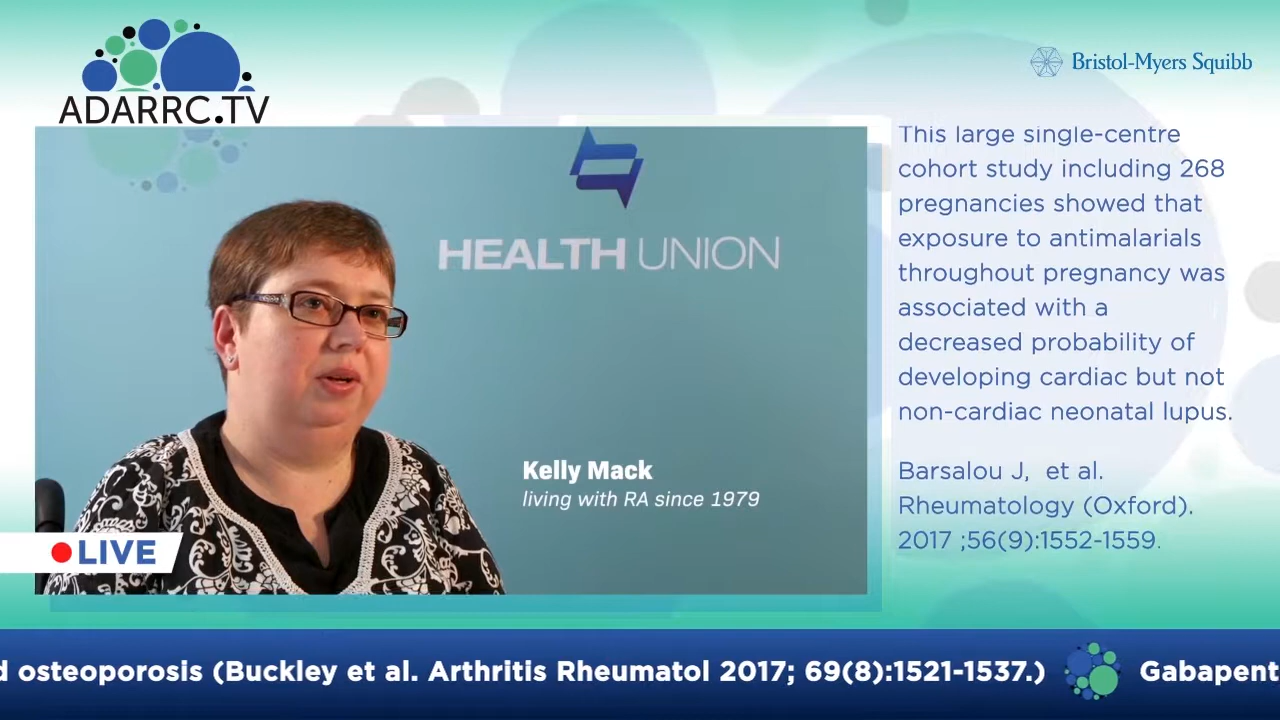 ADARRC.TV
Bristol-Myers Squibb
HEALTH UNION
Kelly Mack
living with RA since 1979
LIVE
This large single-centre
cohort study including 268
pregnancies showed that
exposure to antimalarials
throughout pregnancy was
associated with a
decreased probability of
developing cardiac but not
non-cardiac neonatal lupus.
Barsalou J, et al.
Rheumatology (Oxford).
2017 ;56(9):1552-1559.
d osteoporosis (Buckley et al. Arthritis Rheumatol 2017; 69(8):1521-1537.) Gabapent